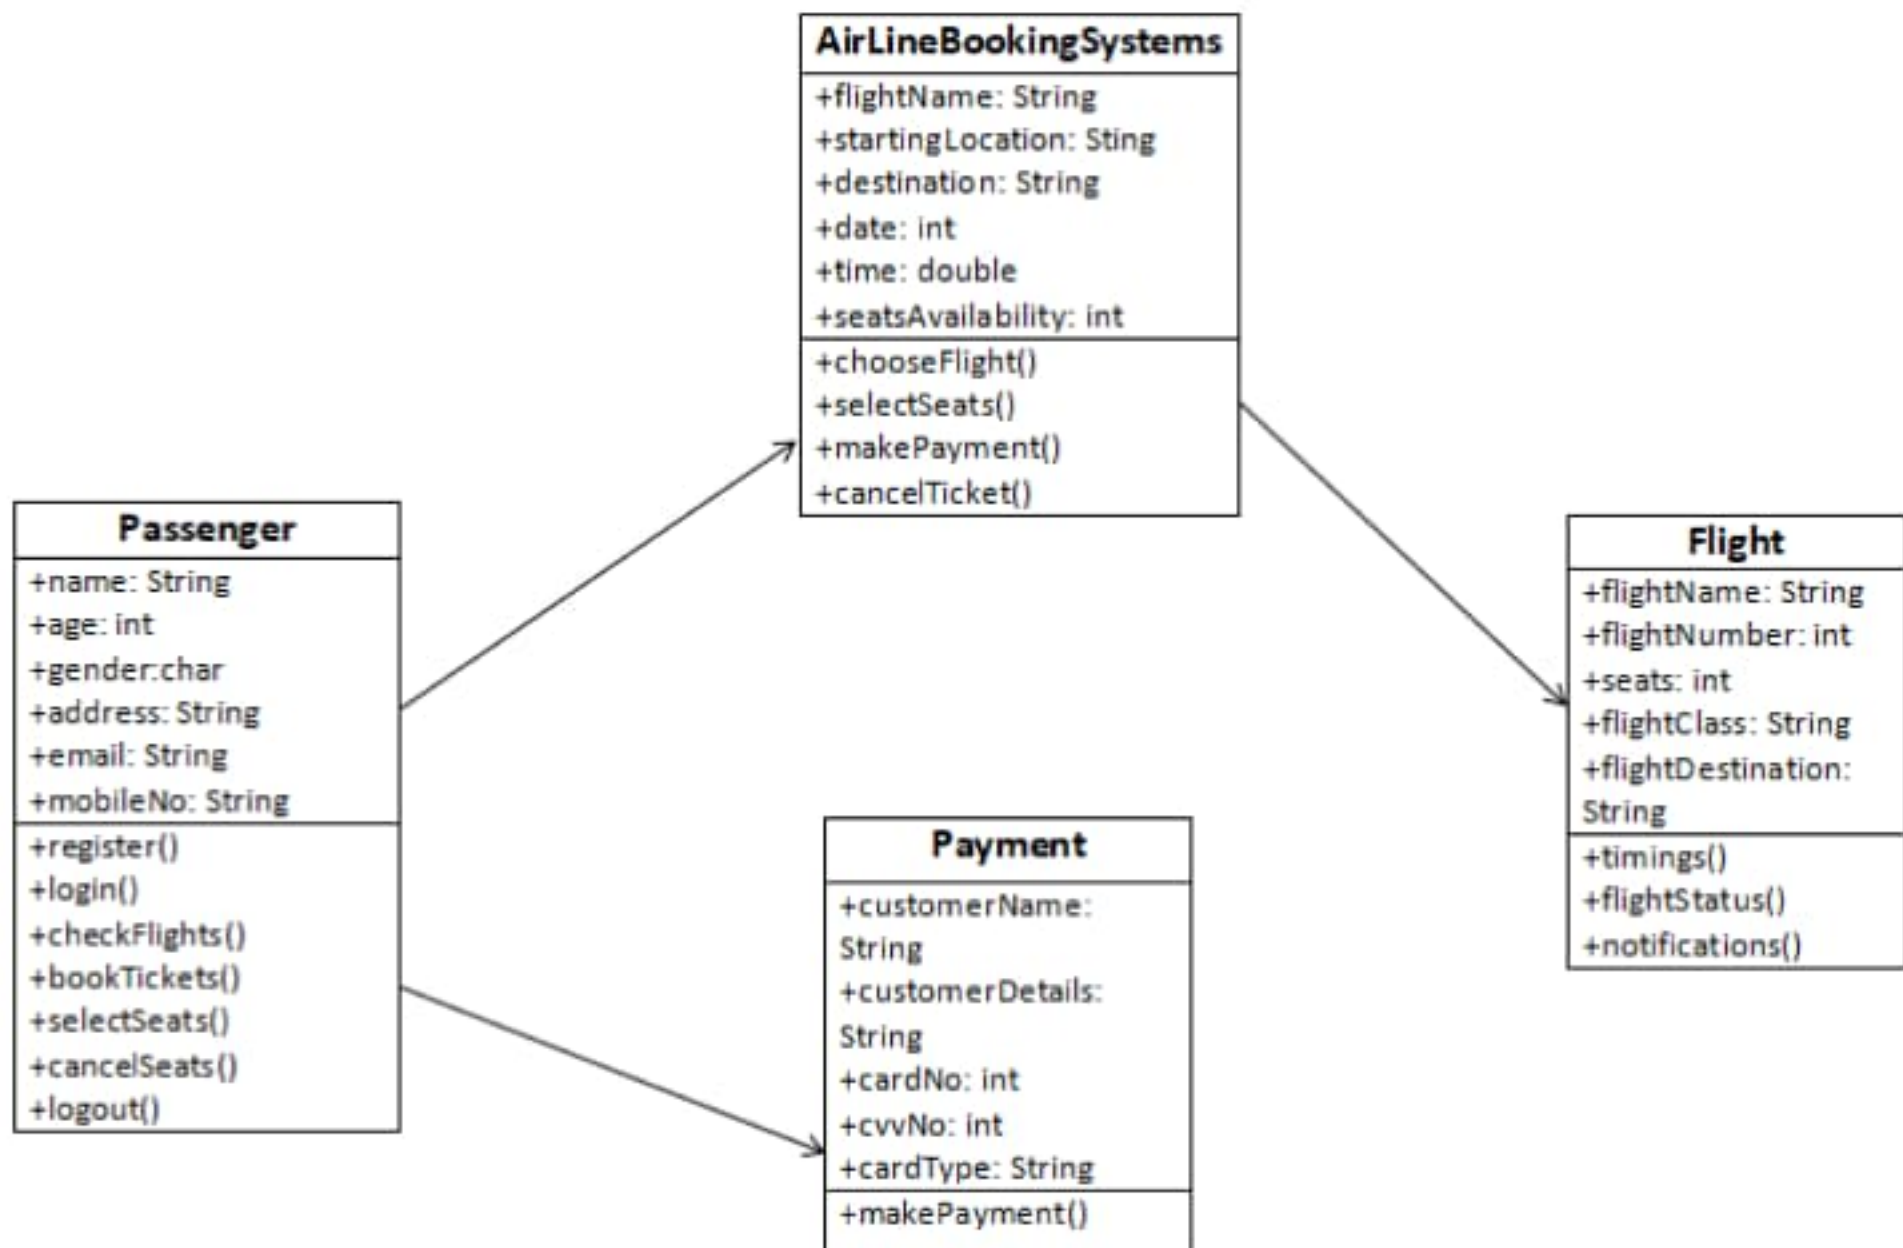 AirLineBookingSystems
+flightName: String
+startingLocation: Sting
+destination: String
+date: int
+time: double
+seatsAvailability: int
+chooseFlight()
+selectSeats()
+makePayment()
+cancelTicket()
Passenger
+name: String
+age: int
+gender:char
+address: String
+email: String
+mobileNo: String
+register()
+login()
+checkFlights()
+bookTickets()
+selectSeats()
+cancelSeats()
+logout()
Payment
+customerName:
String
+customerDetails:
String
+cardNo: int
+cvvNo: int
+cardType: String
+makePayment()
Flight
+flightName: String
+flightNumber: int
+seats: int
+flightClass: String
+flightDestination:
String
+timings()
+flightStatus()
+notifications()